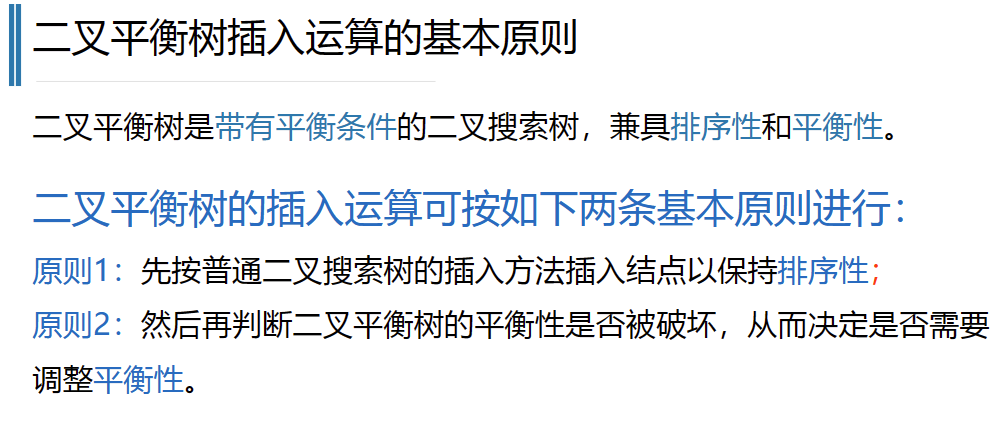 二叉平衡树插入运算的基本原则
二叉平衡树是带有平衡条件的二叉搜索树，兼具排序性和平衡性。
二叉平衡树的插入运算可按如下两条基本原则进行：
原则1：先按普通二叉搜索树的插入方法插入结点以保持排序性；
原则2：然后再判断二叉平衡树的平衡性是否被破坏，从而决定是否需要
调整平衡性。